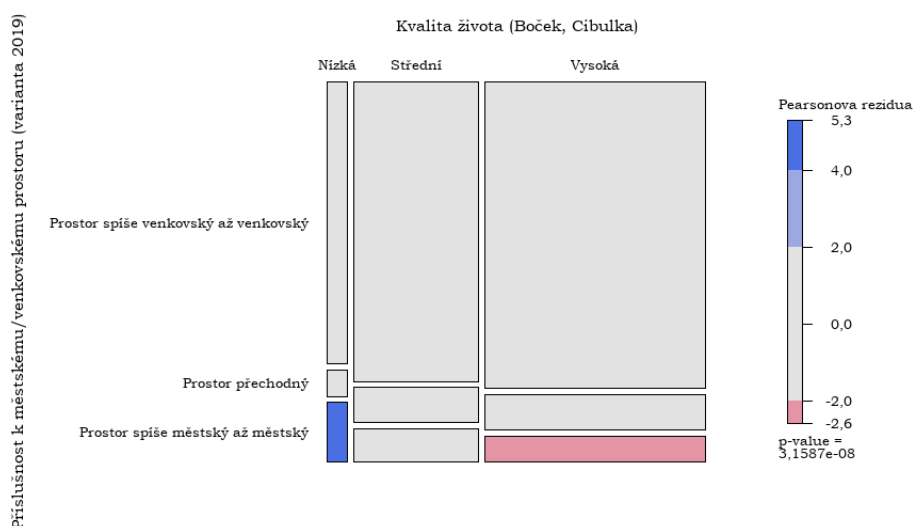 Kvalita života (Boček, Cibulka)
Nízká Střední Vysoká
Příslušnost k městskému/venkovskému prostoru (varianta 2019)
Prostor spíše venkovský až venkovský
Prostor přechodný
Prostor spíše městský až městský
Pearsonova rezidua
5,3
4,0
2,0
0,0
-2,0
-2,6
p-value =
3,1587e-08